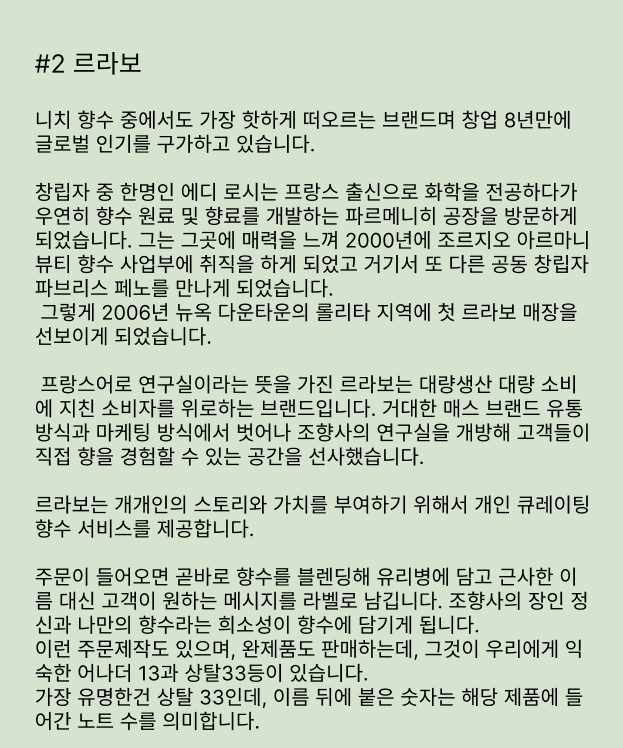 #2 르라보
니치 향수 중에서도 가장 핫하게 떠오르는 브랜드며 창업 8년만에
글로벌 인기를 구가하고 있습니다.
창립자 중 한명인 에디 로시는 프랑스 출신으로 화학을 전공하다가
우연히 향수 원료 및 향료를 개발하는 파르메니히 공장을 방문하게
되었습니다. 그는 그곳에 매력을 느껴 2000년에 조르지오 아르마니
뷰티 향수 사업부에 취직을 하게 되었고 거기서 또 다른 공동 창립자
파브리스 페노를 만나게 되었습니다.
그렇게 2006년 뉴욕 다운타운의 롤리타 지역에 첫 르라보 매장을
선보이게 되었습니다.
프랑스어로 연구실이라는 뜻을 가진 르라보는 대량생산 대량 소비
에 지친 소비자를 위로하는 브랜드입니다. 거대한 매스 브랜드 유통
방식과 마케팅 방식에서 벗어나 조향사의 연구실을 개방해 고객들이
직접 향을 경험할 수 있는 공간을 선사했습니다.
르라보는 개개인의 스토리와 가치를 부여하기 위해서 개인 큐레이팅
향수 서비스를 제공합니다.
주문이 들어오면 곧바로 향수를 블렌딩해 유리병에 담고 근사한 이
름 대신 고객이 원하는 메시지를 라벨로 남깁니다. 조향사의 장인 정
신과 나만의 향수라는 희소성이 향수에 담기게 됩니다.
이런 주문제작도 있으며, 완제품도 판매하는데, 그것이 우리에게 익
숙한 어나더 13과 상탈33등이 있습니다.
가장 유명한건 상탈 33인데, 이름 뒤에 붙은 숫자는 해당 제품에 들
어간 노트 수를 의미합니다.